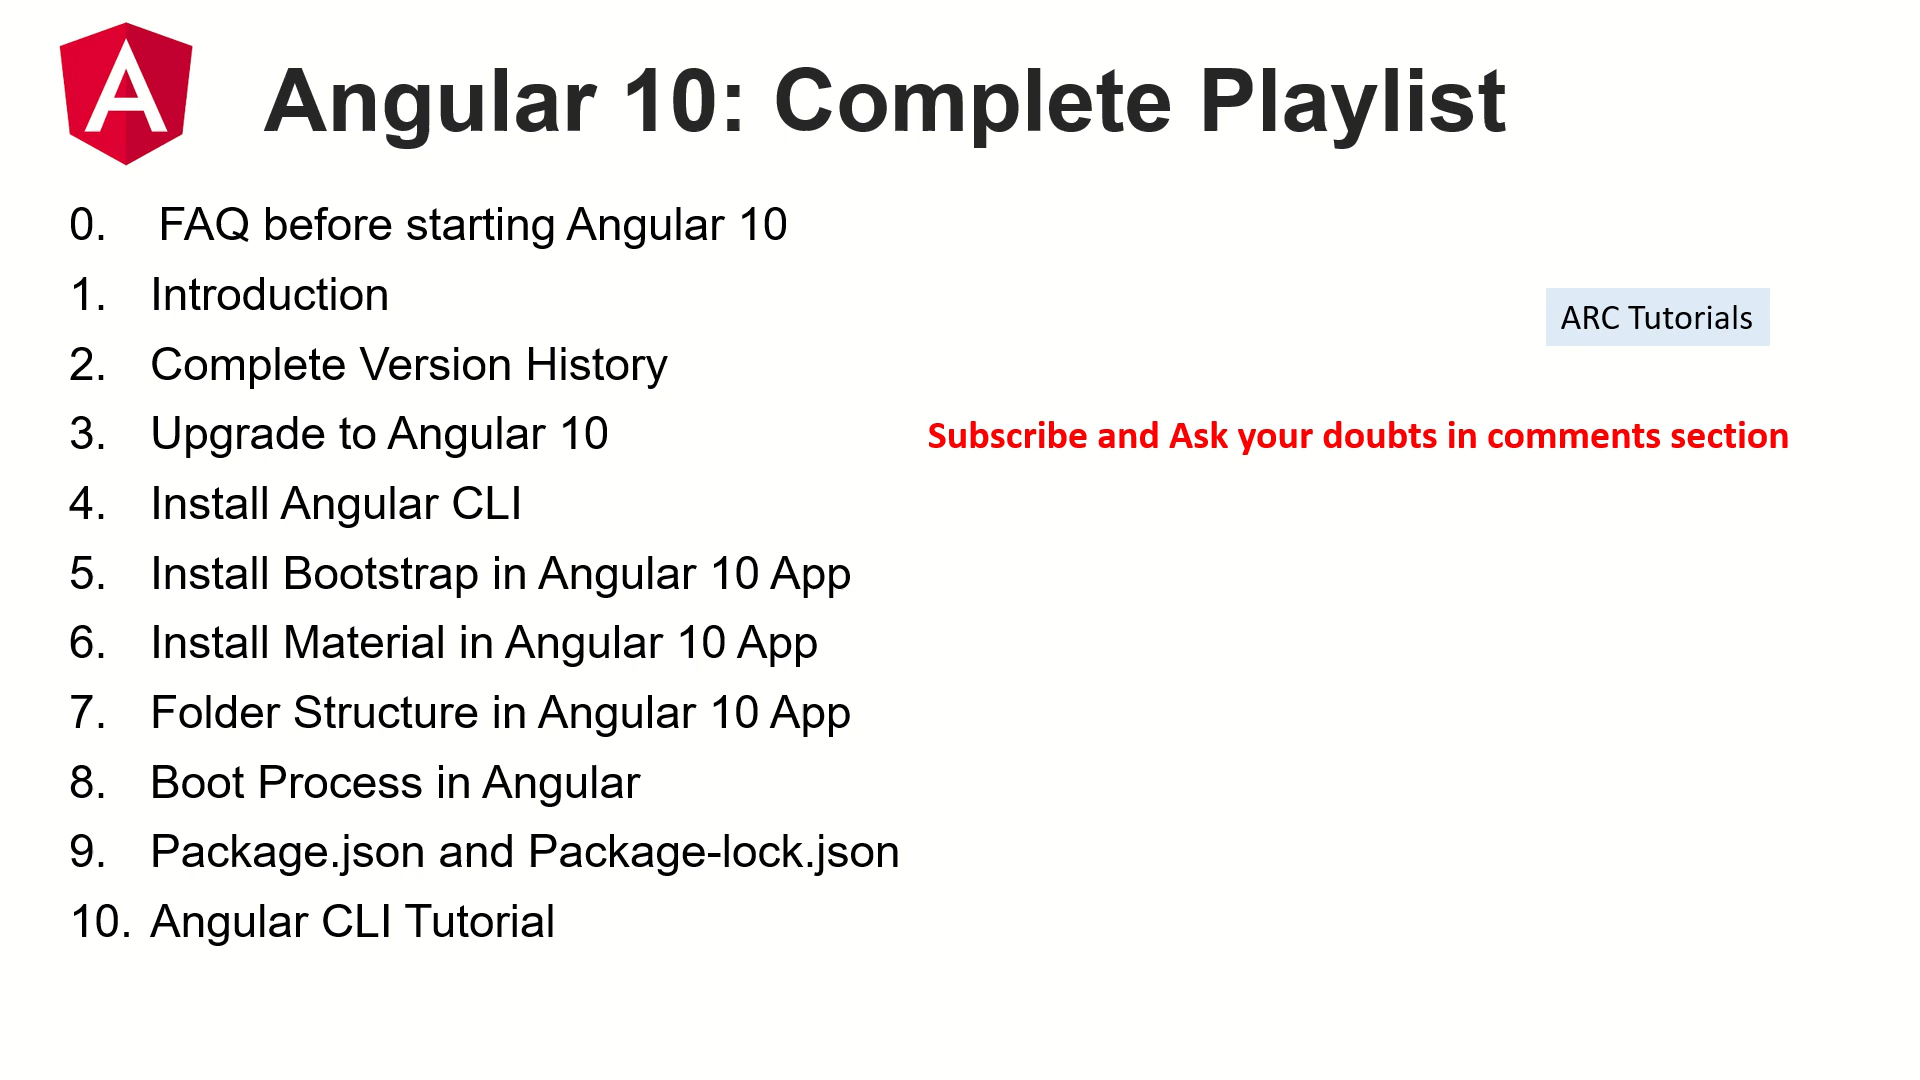 Angular 10: Complete Playlist
0. FAQ before starting Angular 10
1. Introduction
2. Complete Version History
3. Upgrade to Angular 10
4. Install Angular CLI
5. Install Bootstrap in Angular 10 App
6. Install Material in Angular 10 App
7. Folder Structure in Angular 10 App
8. Boot Process in Angular
9. Package.json and Package-lock.json
10. Angular CLI Tutorial
ARC Tutorials
Subscribe and Ask your doubts in comments section